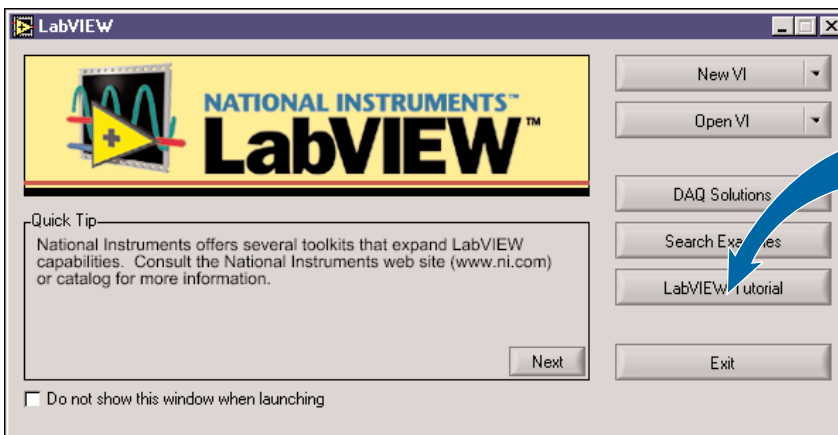 LabVIEW
NATIONAL INSTRUMENTS™
LabVIEW™
Quick Tip
National Instruments offers several toolkits that expand LabVIEW
capabilities. Consult the National Instruments web site (www.ni.com)
or catalog for more information.
Next
Do not show this window when launching
New VI
Open VI
DAQ Solutions
Search Examples
LabVIEW Tutorial
Exit